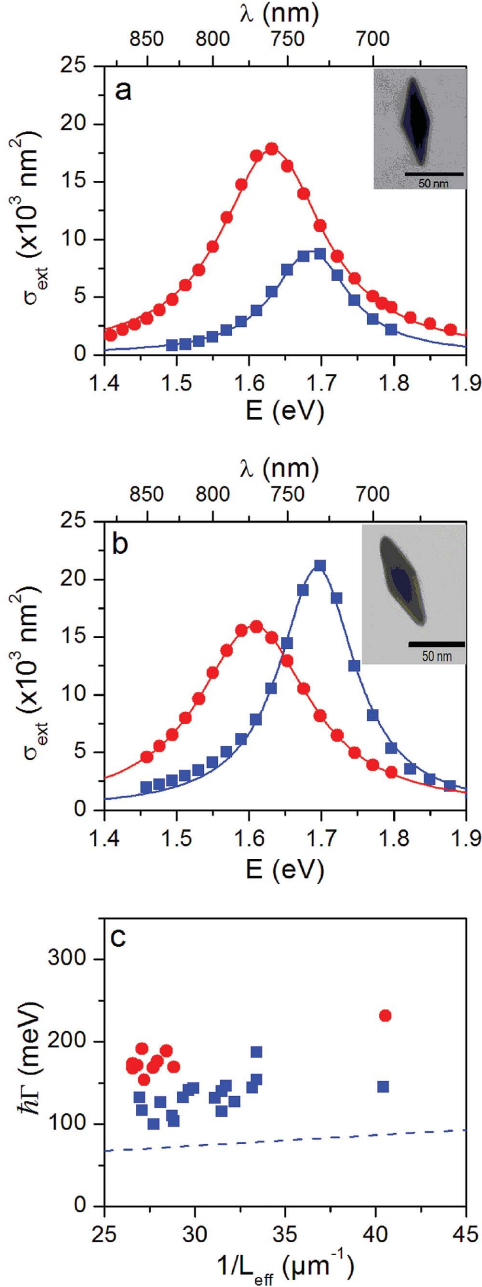 λ (nm)
850 800 750 700
a
25
20
15
10
5
0
σext (x10³ nm²)
50 nm
1.4 1.5 1.6 1.7 1.8 1.9
E (eV)
λ (nm)
850 800 750 700
b
25
20
15
10
5
0
σext (x10³ nm²)
50 nm
1.4 1.5 1.6 1.7 1.8 1.9
E (eV)
c
300
200
100
0
ℏΓ (meV)
25 30 35 40 45
1/Leff (µm⁻¹)